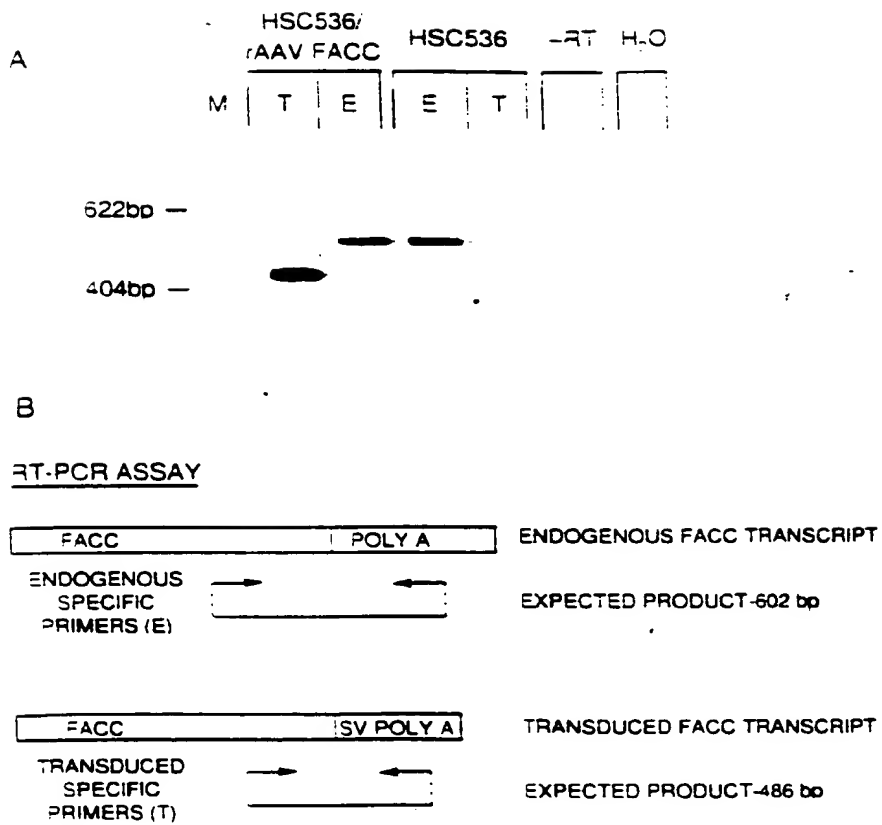 A
HSC536/ HSC536 -RT H2O
rAAV FACC
M T E E T
622bp —
404bp —
B
RT-PCR ASSAY
FACC POLY A ENDOGENOUS FACC TRANSCRIPT
ENDOGENOUS
SPECIFIC EXPECTED PRODUCT-602 bp
PRIMERS (E)
FACC SV POLY A TRANSDUCED FACC TRANSCRIPT
TRANSDUCED
SPECIFIC EXPECTED PRODUCT-486 bp
PRIMERS (T)